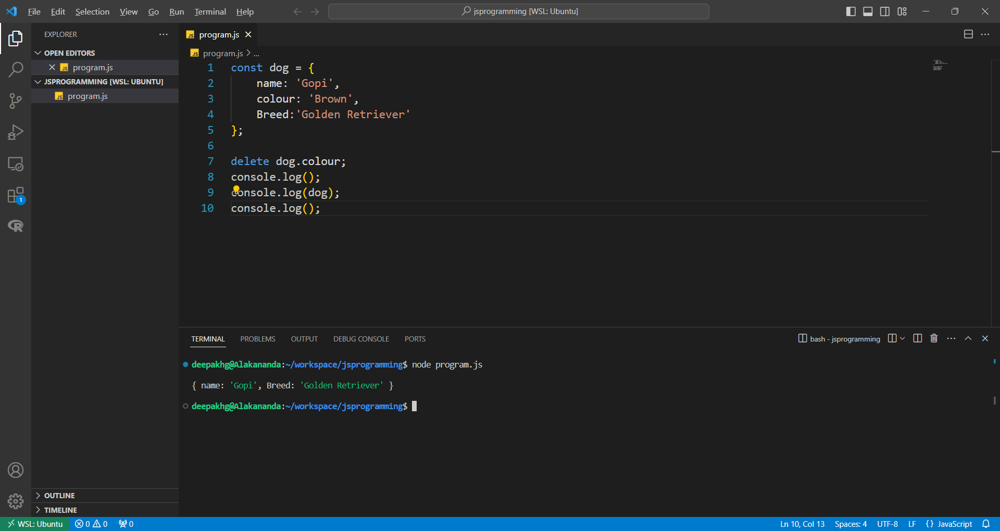 File Edit Selection View Go Run Terminal Help
jsprogramming [WSL: Ubuntu]
EXPLORER
OPEN EDITORS
JS program.js
JSPROGRAMMING [WSL: UBUNTU]
JS program.js
1
R
OUTLINE
TIMELINE
JS program.js
JS program.js > ...
1 const dog = {
2 name: 'Gopi',
3 colour: 'Brown',
4 Breed:'Golden Retriever'
5 };
6
7 delete dog.colour;
8 console.log();
9 console.log(dog);
10 console.log();
TERMINAL PROBLEMS OUTPUT DEBUG CONSOLE PORTS
bash - jsprogramming
deepakhg@Alakananda:~/workspace/jsprogramming$ node program.js
{ name: 'Gopi', Breed: 'Golden Retriever' }
deepakhg@Alakananda:~/workspace/jsprogramming$
WSL: Ubuntu 0 0 0 Ln 10, Col 13 Spaces: 4 UTF-8 LF {} JavaScript